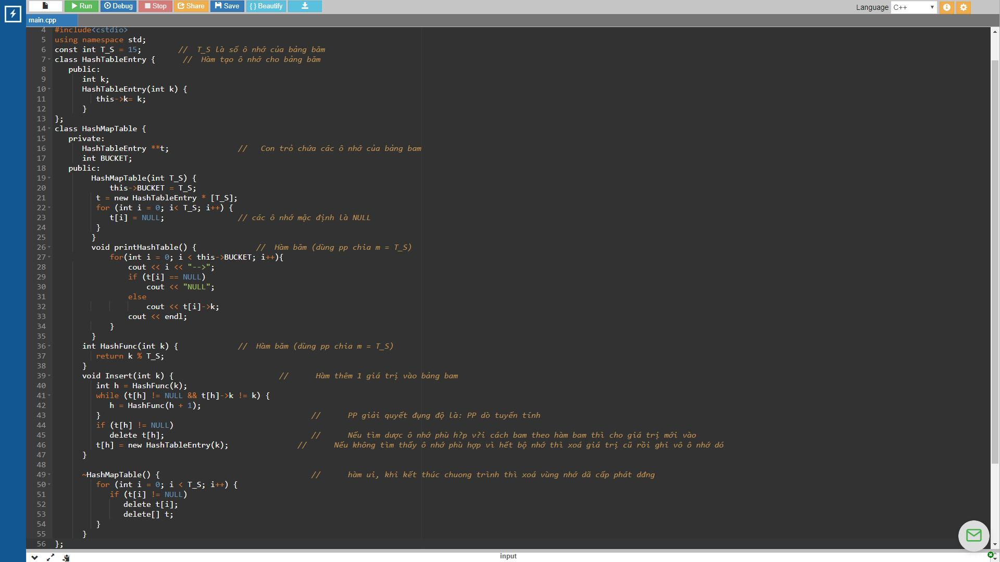 Run Debug Stop Share Save { } Beautify Language C++
main.cpp
4 #include<cstdio>
5 using namespace std;
6 const int T_S = 15; // T_S là số ô nhớ của bảng băm
7 class HashTableEntry { // Hàm tạo ô nhớ cho bảng băm
8 public:
9 int k;
10 HashTableEntry(int k) {
11 this->k= k;
12 }
13 };
14 class HashMapTable {
15 private:
16 HashTableEntry **t; // Con trỏ chứa các ô nhớ của bảng bam
17 int BUCKET;
18 public:
19 HashMapTable(int T_S) {
20 this->BUCKET = T_S;
21 t = new HashTableEntry * [T_S];
22 for (int i = 0; i< T_S; i++) {
23 t[i] = NULL; // các ô nhớ mặc định là NULL
24 }
25 }
26 void printHashTable() { // Hàm băm (dùng pp chia m = T_S)
27 for(int i = 0; i < this->BUCKET; i++){
28 cout << i << "-->";
29 if (t[i] == NULL)
30 cout << "NULL";
31 else
32 cout << t[i]->k;
33 cout << endl;
34 }
35 }
36 int HashFunc(int k) { // Hàm băm (dùng pp chia m = T_S)
37 return k % T_S;
38 }
39 void Insert(int k) { // Hàm thêm 1 giá trị vào bảng bam
40 int h = HashFunc(k);
41 while (t[h] != NULL && t[h]->k != k) {
42 h = HashFunc(h + 1);
43 } // PP giải quyết đụng độ là: PP dò tuyến tính
44 if (t[h] != NULL)
45 delete t[h]; // Nếu tìm dược ô nhớ phù h?p v?i cách bam theo hàm bam thì cho giá trị mới vào
46 t[h] = new HashTableEntry(k); // Nếu không tìm thấy ô nhớ phù hợp vì hết bộ nhớ thì xoá giá trị cũ rồi ghi vô ô nhớ dó
47 }
48
49 ~HashMapTable() { // hàm ui, khi kết thúc chuong trình thì xoá vùng nhớ dã cấp phát dđng
50 for (int i = 0; i < T_S; i++) {
51 if (t[i] != NULL)
52 delete t[i];
53 delete[] t;
54 }
55 }
56 };
input